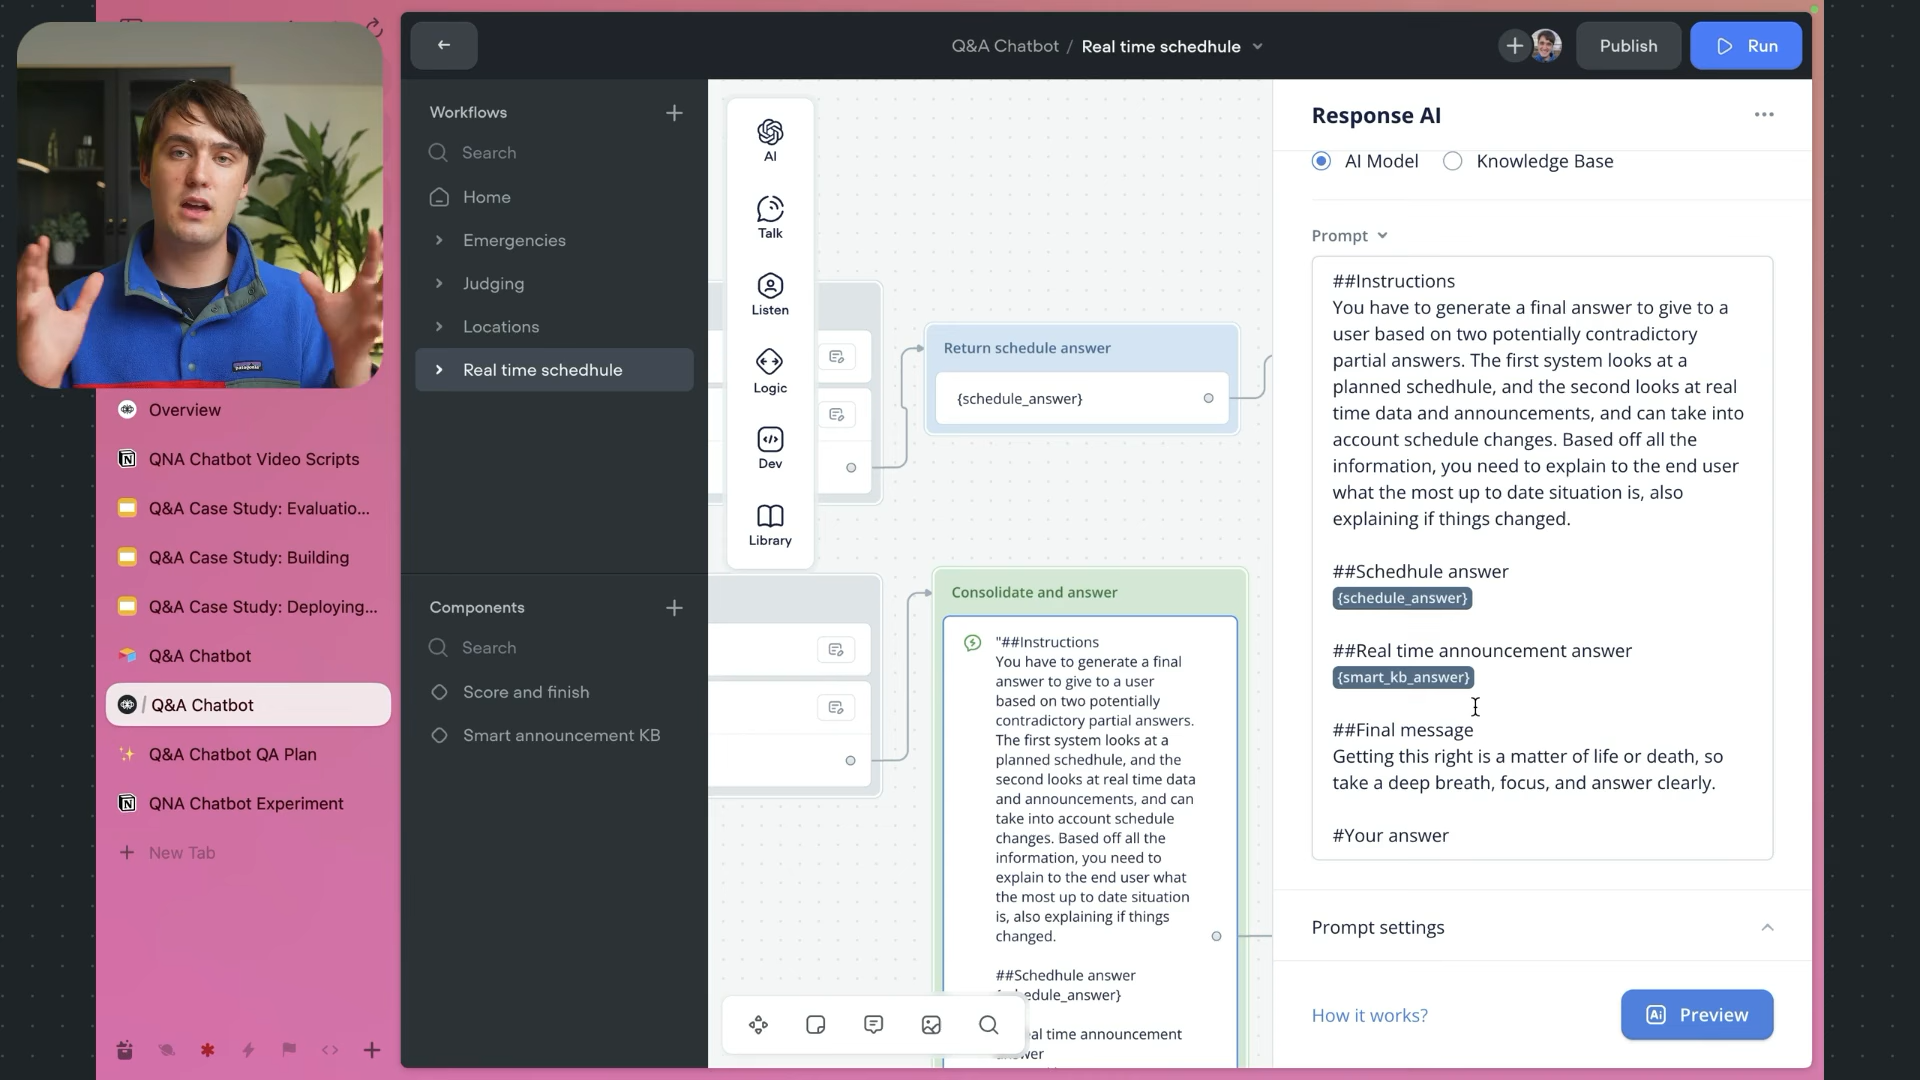 Q&A Chatbot / Real time schedhule
Publish
Run
Workflows
Search
Home
Emergencies
Judging
Locations
Real time schedhule
Components
Search
Score and finish
Smart announcement KB
patagonia
Overview
QNA Chatbot Video Scripts
Q&A Case Study: Evaluatio...
Q&A Case Study: Building
Q&A Case Study: Deploying...
Q&A Chatbot
/ Q&A Chatbot
Q&A Chatbot QA Plan
QNA Chatbot Experiment
New Tab
AI
Talk
Listen
Logic
Dev
Library
Return schedule answer
{schedule_answer}
Consolidate and answer
"##Instructions
You have to generate a final
answer to give to a user
based on two potentially
contradictory partial answers.
The first system looks at a
planned schedhule, and the
second looks at real time data
and announcements, and can
take into account schedule
changes. Based off all the
information, you need to
explain to the end user what
the most up to date situation
is, also explaining if things
changed.
##Schedhule answer
edule_answer}
al time announcement
Response AI
AI Model
Knowledge Base
Prompt
##Instructions
You have to generate a final answer to give to a
user based on two potentially contradictory
partial answers. The first system looks at a
planned schedhule, and the second looks at real
time data and announcements, and can take into
account schedule changes. Based off all the
information, you need to explain to the end user
what the most up to date situation is, also
explaining if things changed.
##Schedhule answer
{schedule_answer}
##Real time announcement answer
{smart_kb_answer}
##Final message
Getting this right is a matter of life or death, so
take a deep breath, focus, and answer clearly.
#Your answer
Prompt settings
How it works?
Ai Preview